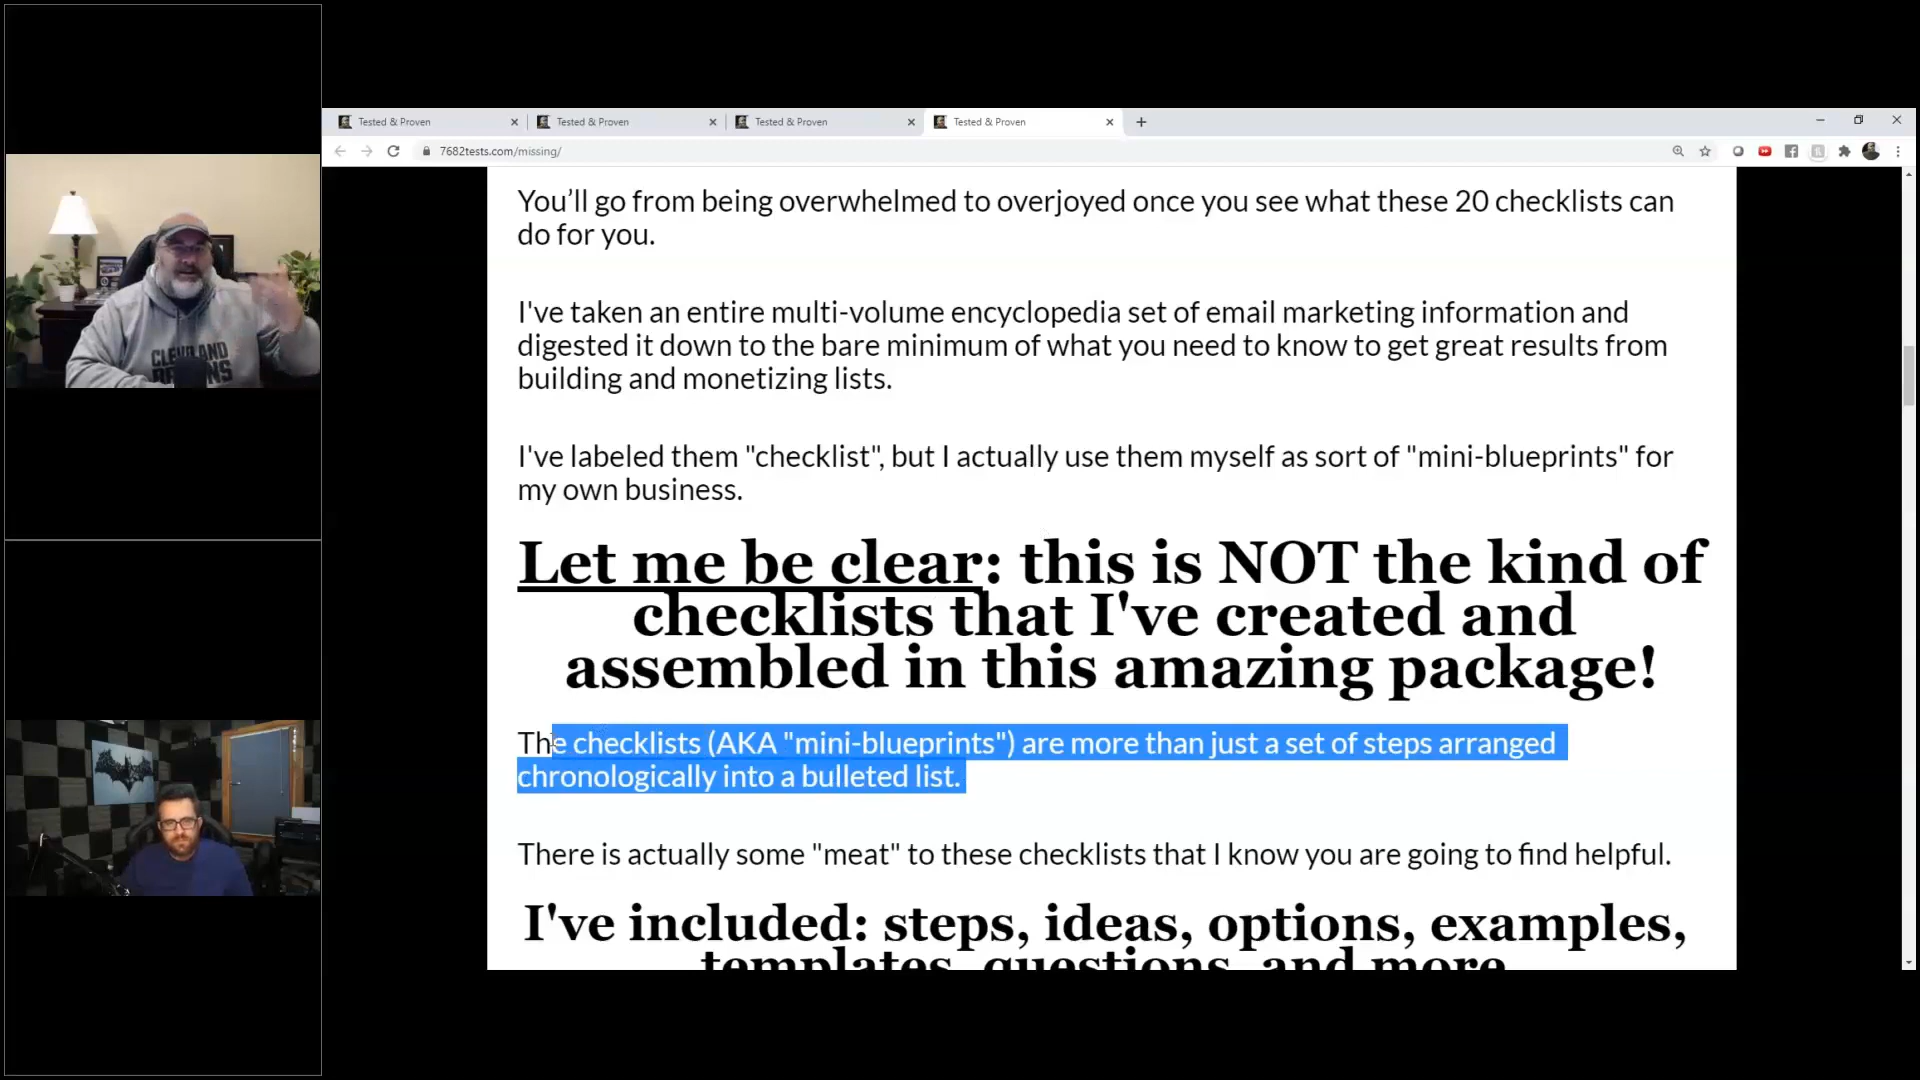 Tested & Proven
Tested & Proven
Tested & Proven
Tested & Proven
7682tests.com/missing/
You’ll go from being overwhelmed to overjoyed once you see what these 20 checklists can
do for you.
I've taken an entire multi-volume encyclopedia set of email marketing information and
digested it down to the bare minimum of what you need to know to get great results from
building and monetizing lists.
I've labeled them "checklist", but I actually use them myself as sort of "mini-blueprints" for
my own business.
Let me be clear: this is NOT the kind of
checklists that I've created and
assembled in this amazing package!
The checklists (AKA "mini-blueprints") are more than just a set of steps arranged
chronologically into a bulleted list.
There is actually some "meat" to these checklists that I know you are going to find helpful.
I've included: steps, ideas, options, examples,
templates, questions, and more